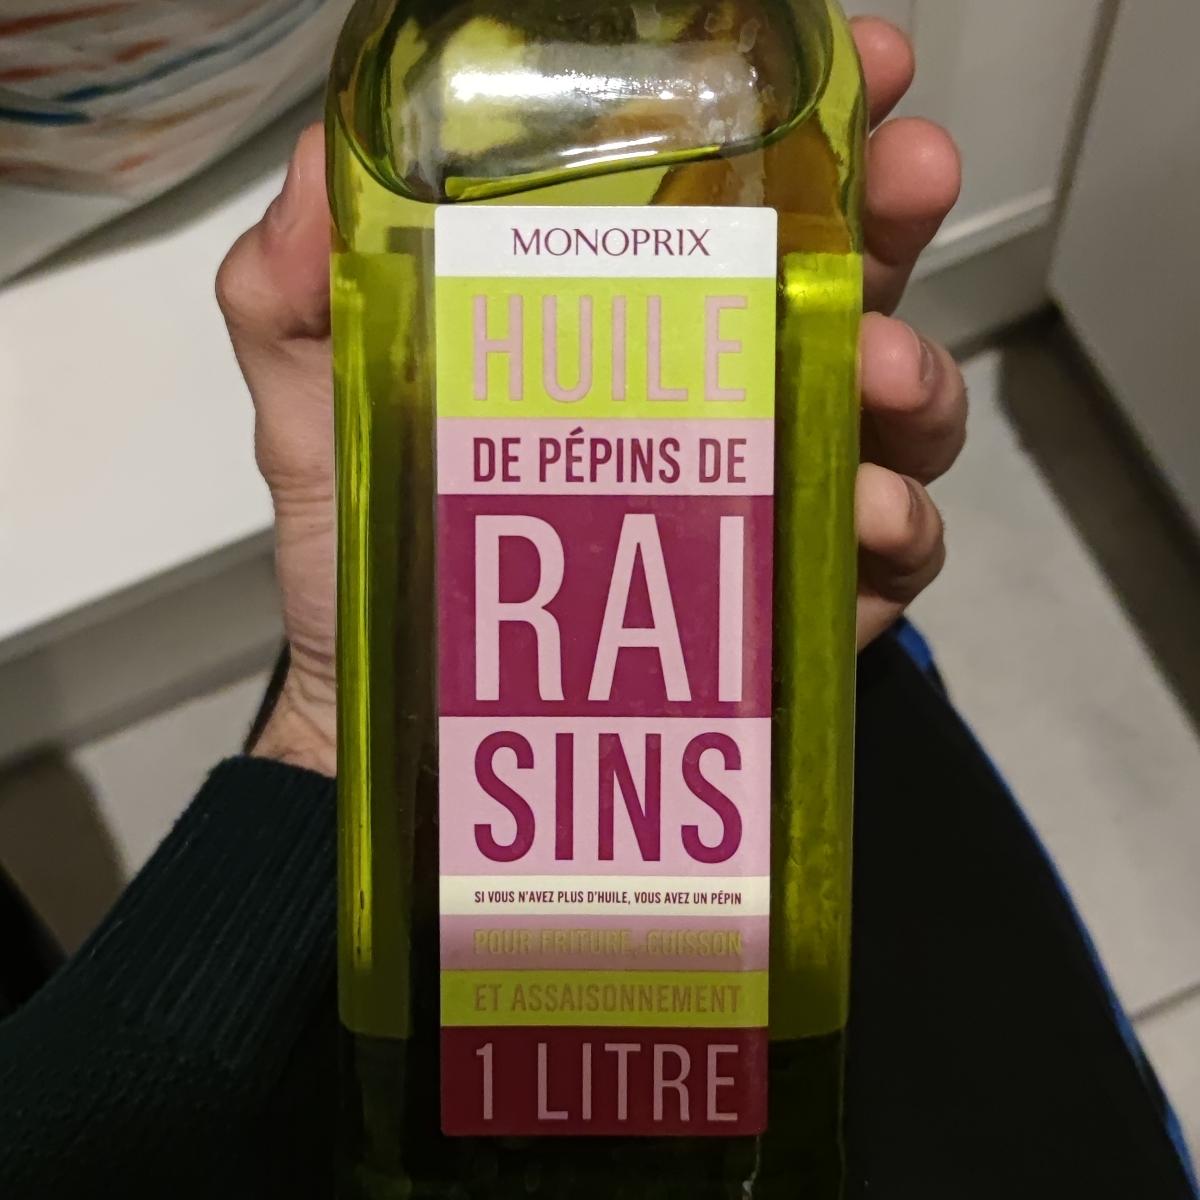 MONOPRIX
HUILE
DE PÉPINS DE
RAI
SINS
SI VOUS N'AVEZ PLUS D'HUILE, VOUS AVEZ UN PÉPIN
POUR FRITURE, CUISSON
ET ASSAISONNEMENT
1 LITRE